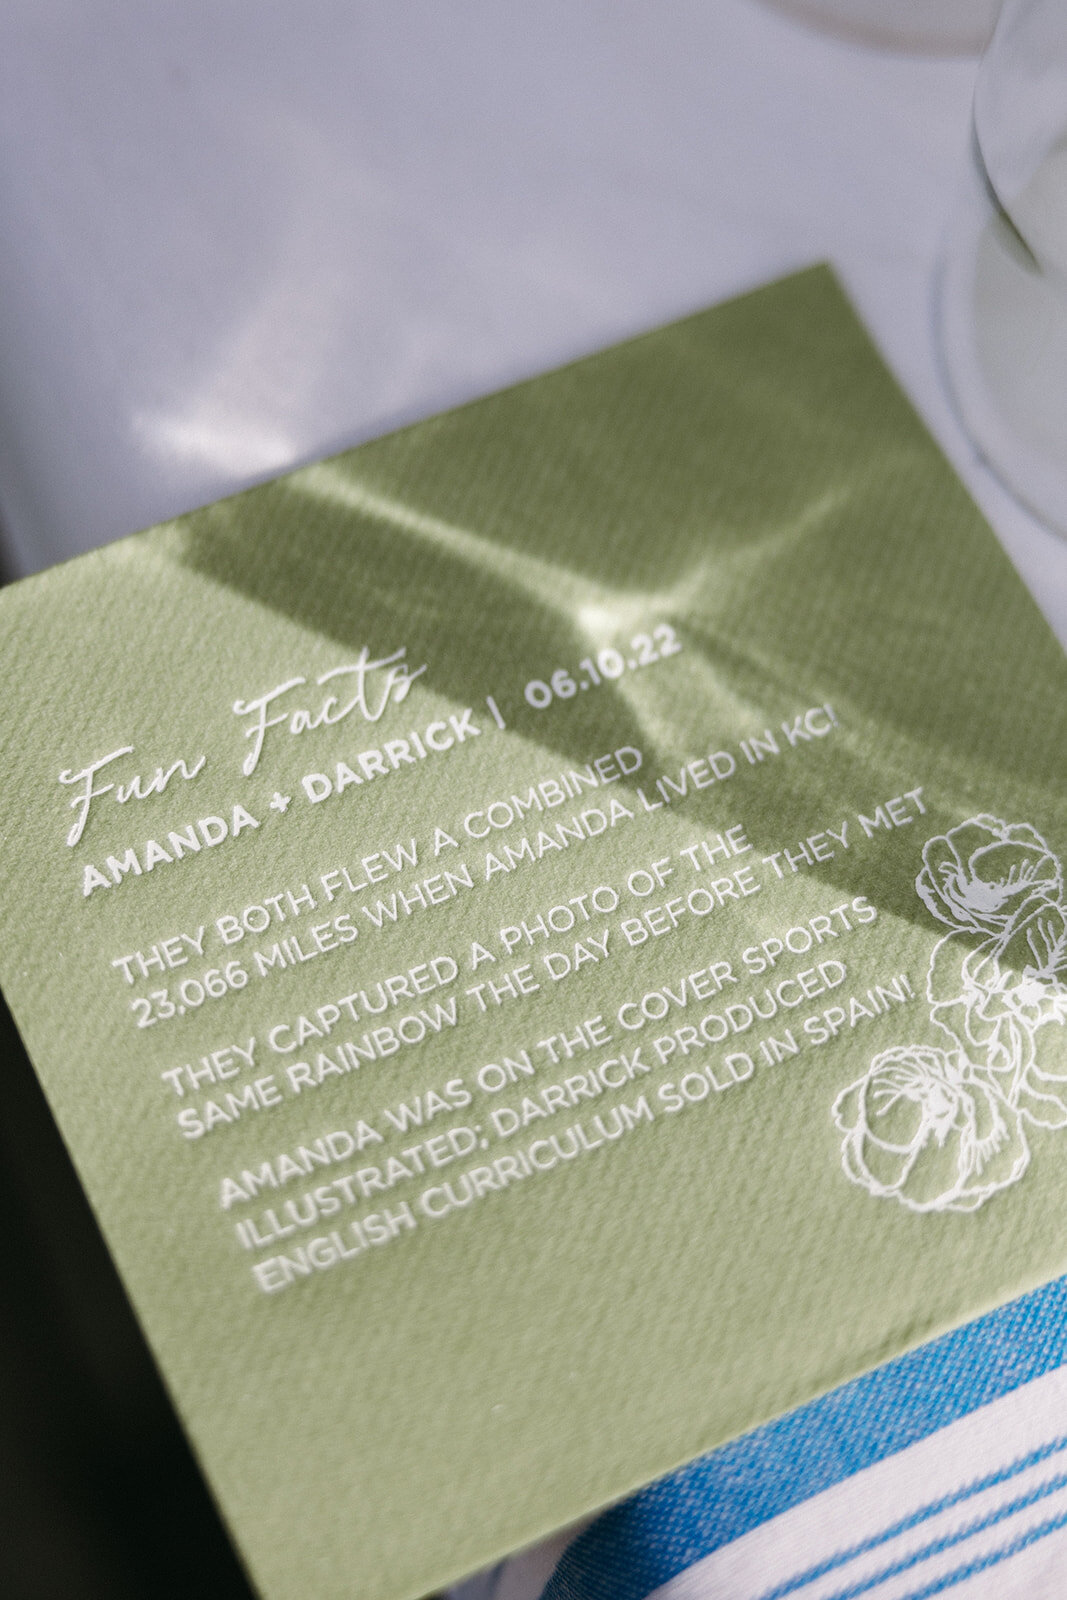 Fun Facts
AMANDA + DARRICK | 06.10.22
THEY BOTH FLEW A COMBINED
23,066 MILES WHEN AMANDA LIVED IN KC!
THEY CAPTURED A PHOTO OF THE
SAME RAINBOW THE DAY BEFORE THEY MET
AMANDA WAS ON THE COVER SPORTS
ILLUSTRATED; DARRICK PRODUCED
ENGLISH CURRICULUM SOLD IN SPAIN!